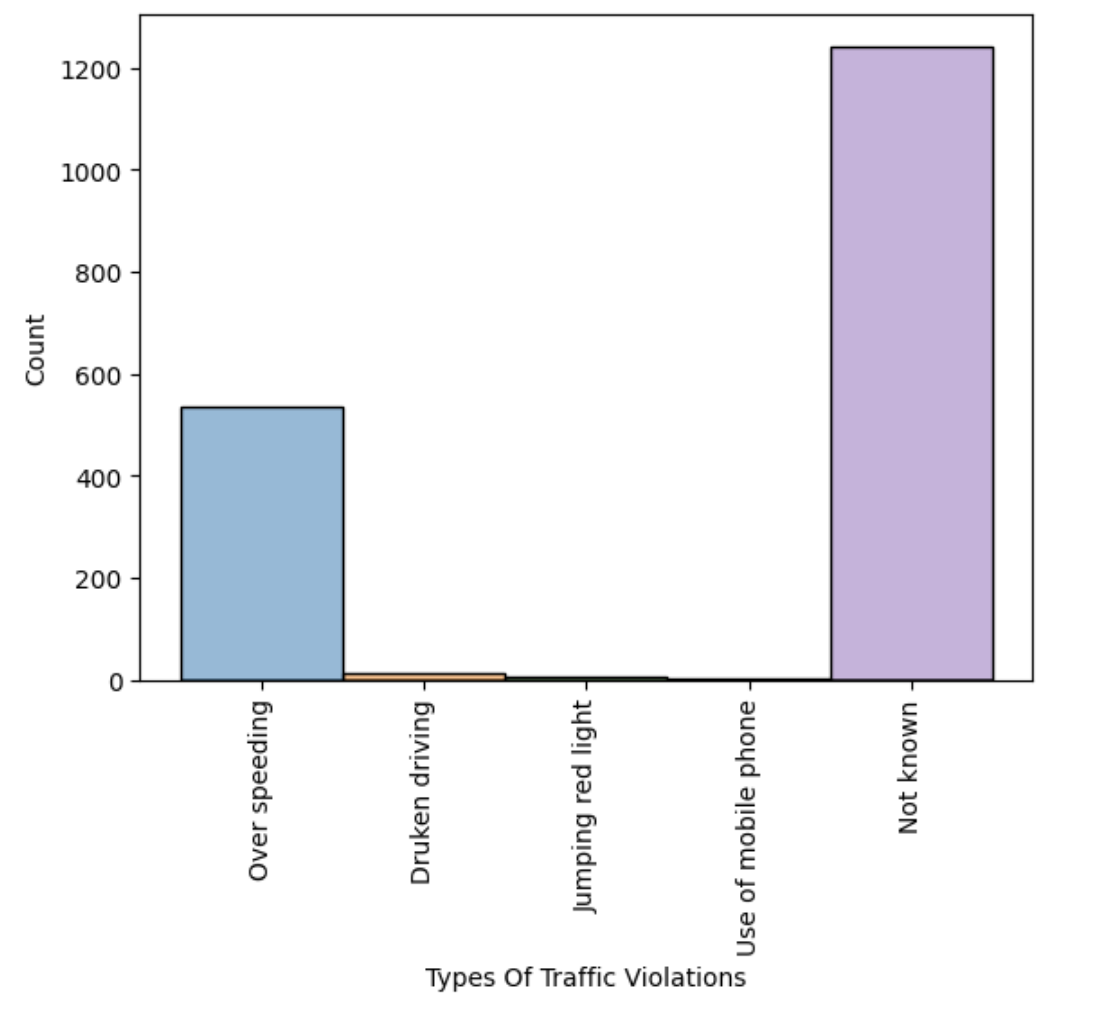 1200
1000
800
600
400
200
0
Count
Over speeding
Druken driving
Jumping red light
Use of mobile phone
Not known
Types Of Traffic Violations